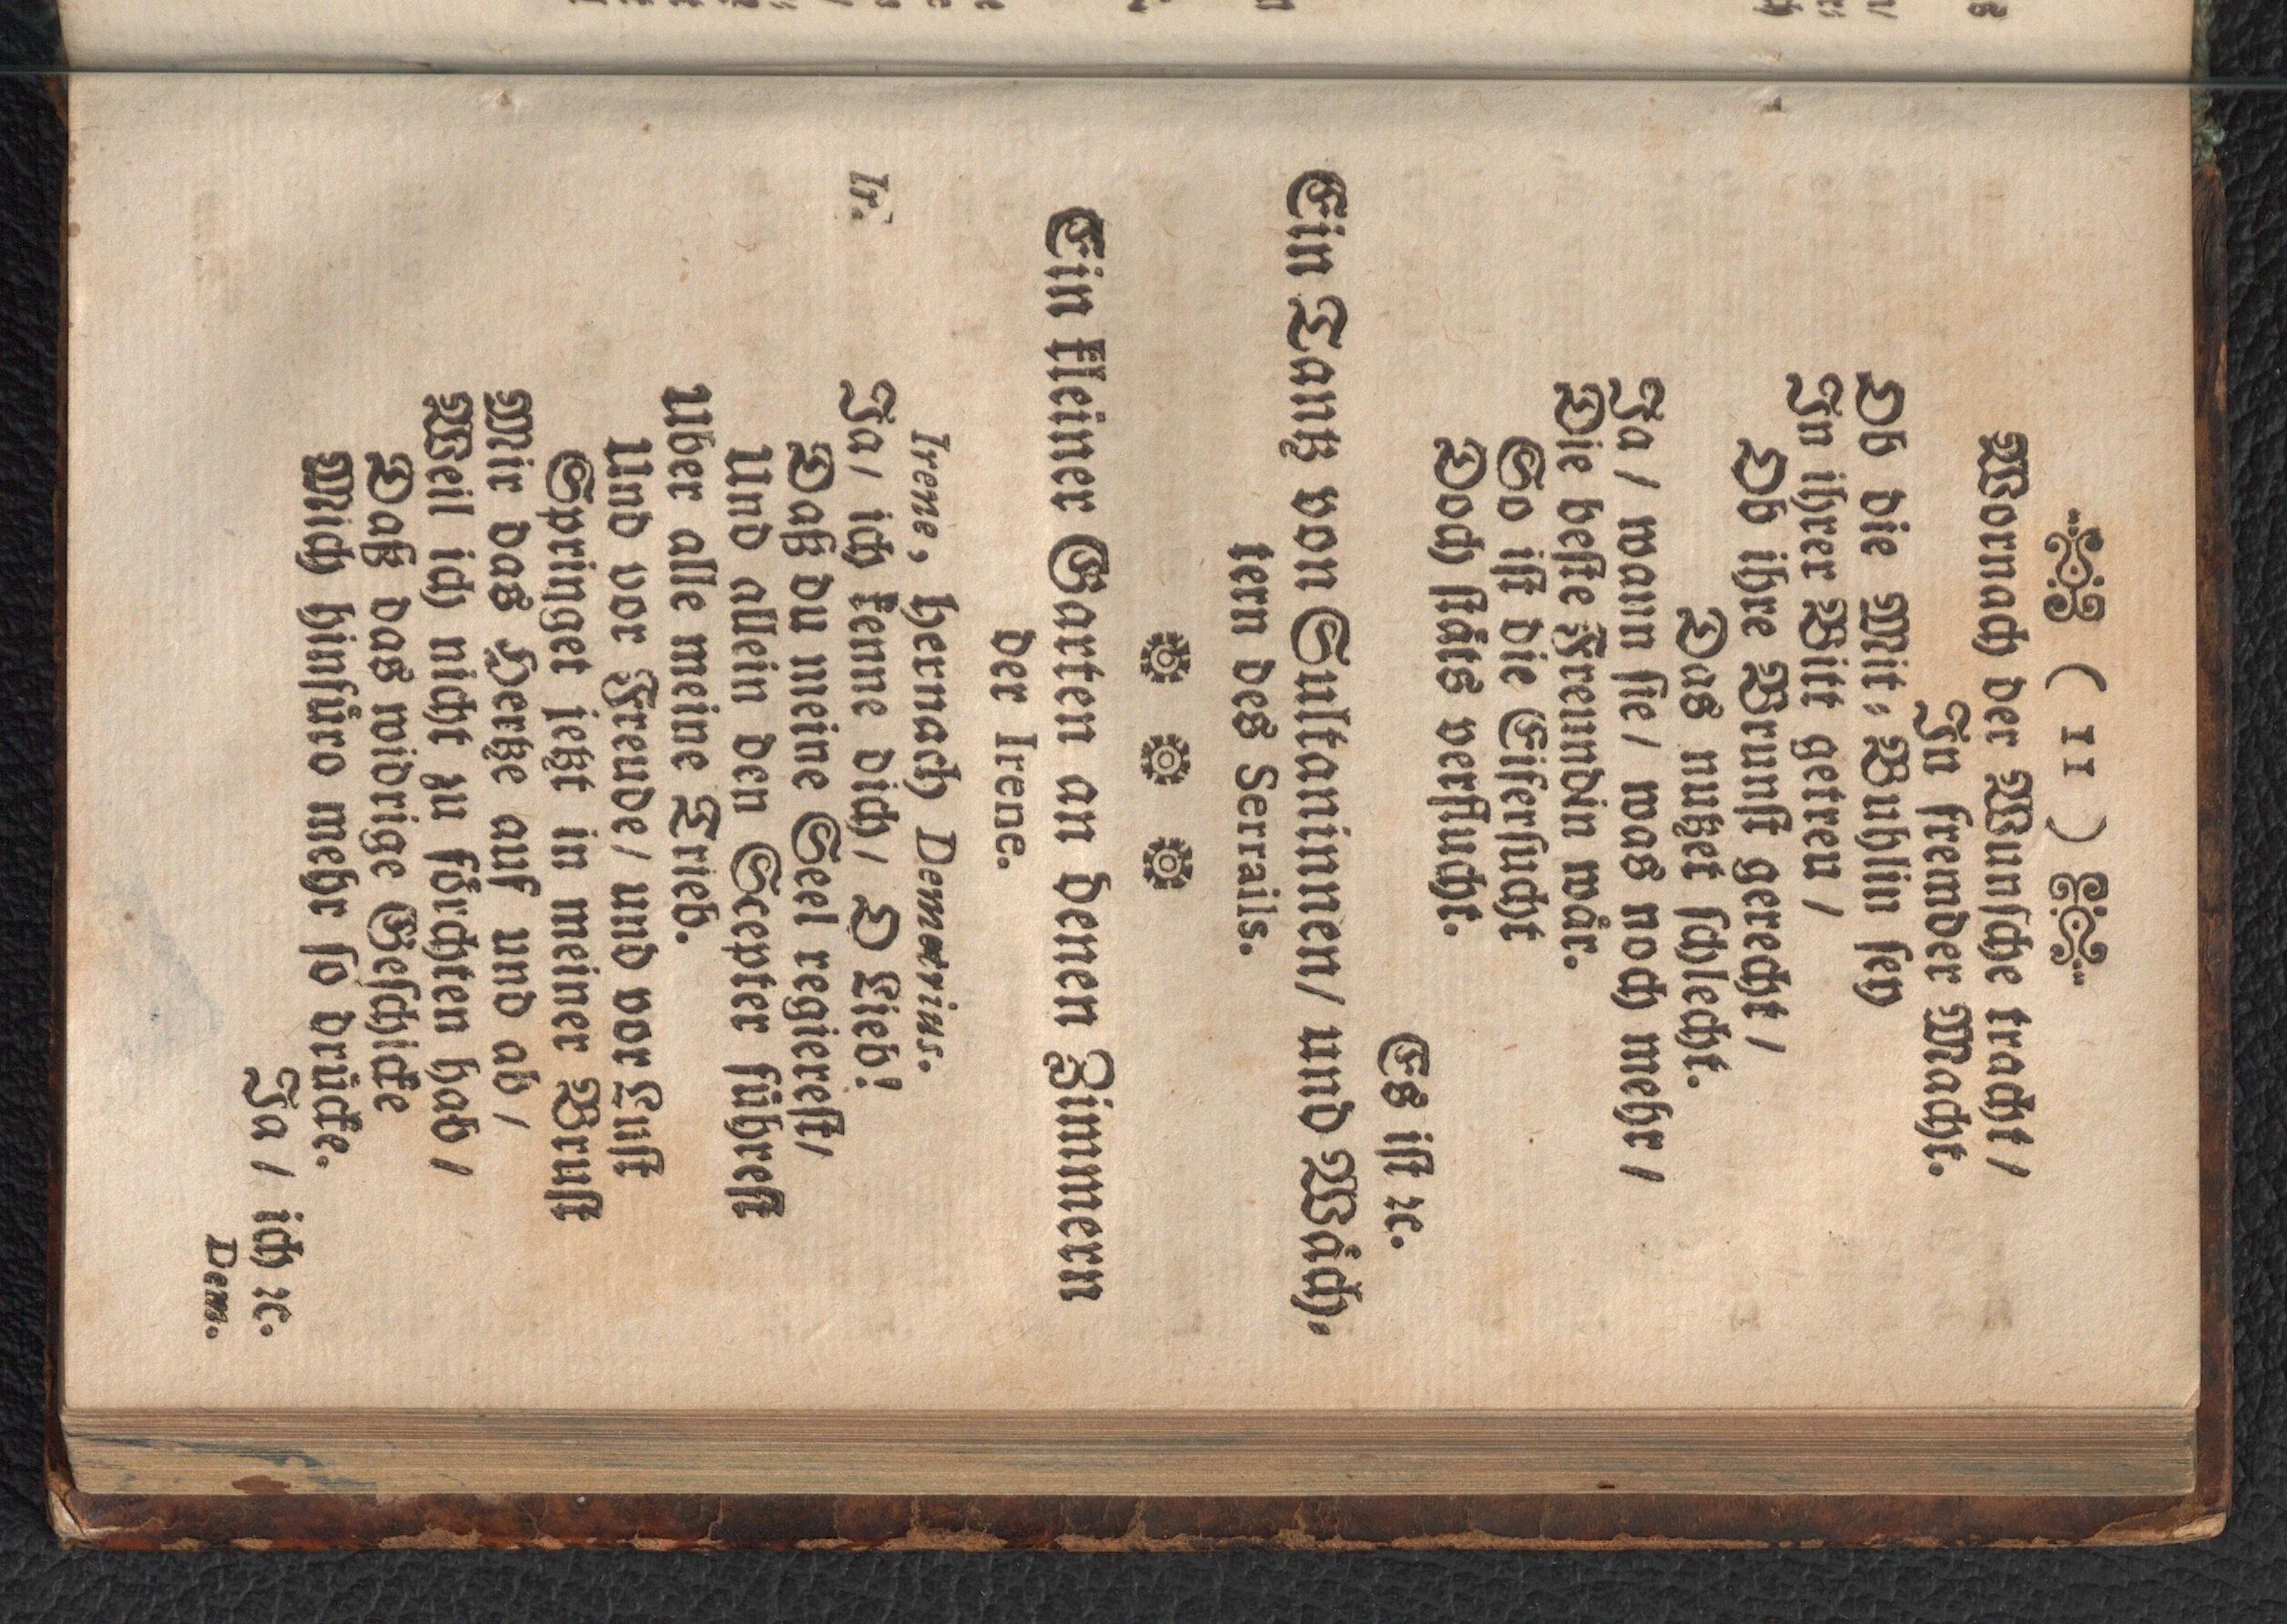 ( 11 )
Wornach der Wunsche tracht /
In fremder Macht.
Ob die Mit-Buhlin sey
In ihrer Bitt getreu /
Ob ihre Brunst gerecht /
Das nutzet schlecht.
Ja / wann sie / was noch mehr /
Die beste Freundin wär.
So ist die Eifersucht
Doch stäts verflucht.
Es ist ꝛc.
Ein Tantz von Sultaninnen / und Wäch-
tern des Serrails.
Ein kleiner Garten an denen Zimmern
der Irene.
Irene, hernach Demetrius.
Ir. Ja / ich kenne dich / O Lieb!
Daß du meine Seel regierest /
Und allein den Scepter führest
Uber alle meine Trieb.
Und vor Freude / und vor Lust
Springet jetzt in meiner Brust
Mir das Hertze auf und ab /
Weil ich nicht zu förchten hab /
Daß das widrige Geschicke
Mich hinfüro mehr so drücke.
Ja / ich ꝛc.
Dem.